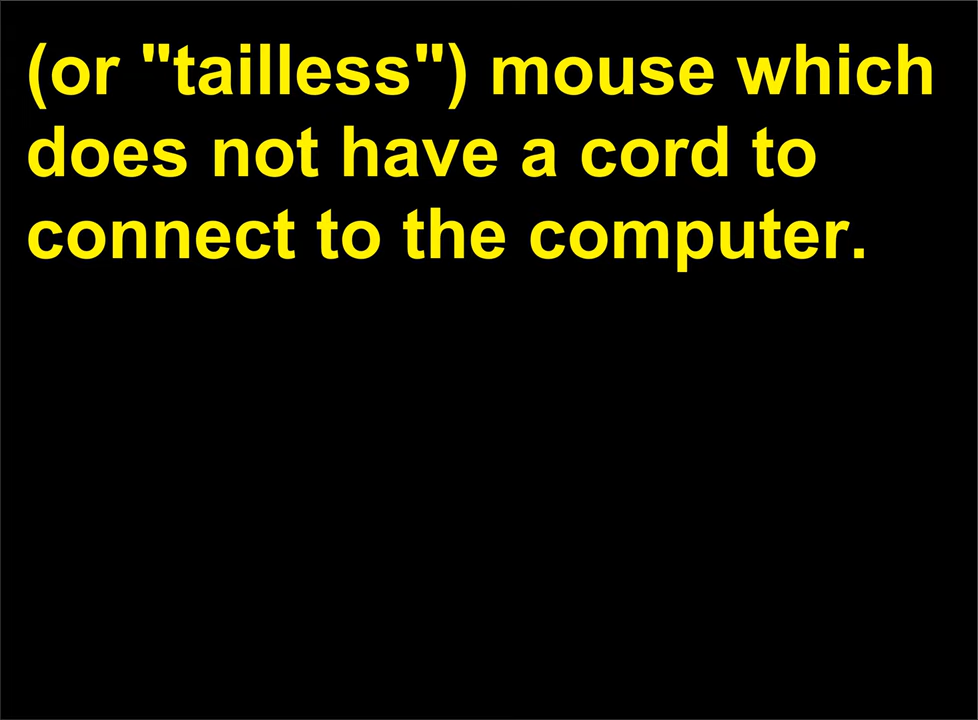 (or "tailless") mouse which
does not have a cord to
connect to the computer.